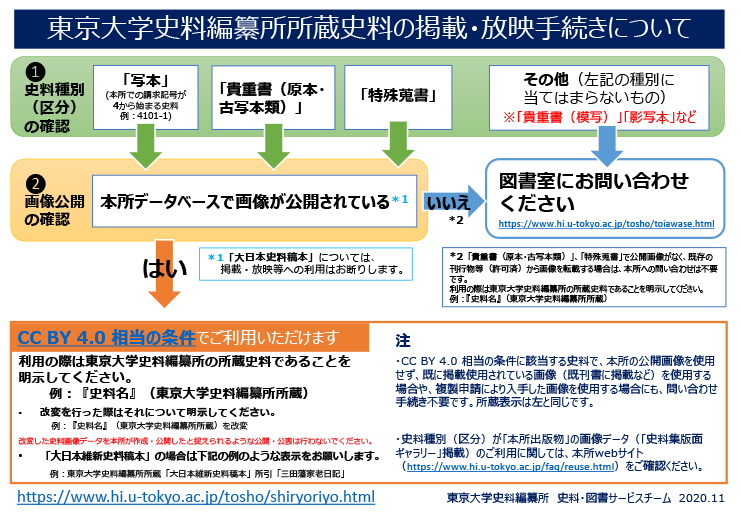 東京大学史料編纂所所蔵史料の掲載・放映手続きについて
❶
史料種別
（区分）
の確認
「写本」
(本所での請求記号が
4から始まる史料
例：4101-1)
「貴重書（原本・
古写本類）」
「特殊蒐書」
その他（左記の種別に
当てはまらないもの）
※「貴重書（模写）」「影写本」など
❷
画像公開
の確認
本所データベースで画像が公開されている*1
いいえ
*2
図書室にお問い合わせ
ください
https://www.hi.u-tokyo.ac.jp/tosho/toiawase.html
はい
*1「大日本史料稿本」については、
掲載・放映等への利用はお断りします。
*2「貴重書（原本・古写本類）」、「特殊蒐書」で公開画像がなく、既存の
刊行物等（許可済）から画像を転載する場合は、本所への問い合わせは不要
です。
利用の際は東京大学史料編纂所の所蔵史料であることを明示してください。
例：『史料名』（東京大学史料編纂所所蔵）
CC BY 4.0 相当の条件でご利用いただけます
利用の際は東京大学史料編纂所の所蔵史料であることを
明示してください。
例：『史料名』（東京大学史料編纂所所蔵）
・ 改変を行った際はそれについて明示してください。
例：『史料名』（東京大学史料編纂所所蔵）を改変
改変した史料画像データを本所が作成・公開したと捉えられるような公開・公表は行わないでください。
・ 「大日本維新史料稿本」の場合は下記の例のような表示をお願いします。
例：東京大学史料編纂所所蔵「大日本維新史料稿本」所引「三田藩家老日記」
注
・CC BY 4.0 相当の条件に該当する史料で、本所の公開画像を使用
せず、既に掲載使用されている画像（既刊書に掲載など）を使用する
場合や、複製申請により入手した画像を使用する場合にも、問い合わせ
手続き不要です。所蔵表示は左と同じです。
・史料種別（区分）が「本所出版物」の画像データ（「史料集版面
ギャラリー」掲載）のご利用に関しては、本所webサイト
（https://www.hi.u-tokyo.ac.jp/faq/reuse.html）をご確認ください。
https://www.hi.u-tokyo.ac.jp/tosho/shiryoriyo.html
東京大学史料編纂所 史料・図書サービスチーム 2020.11